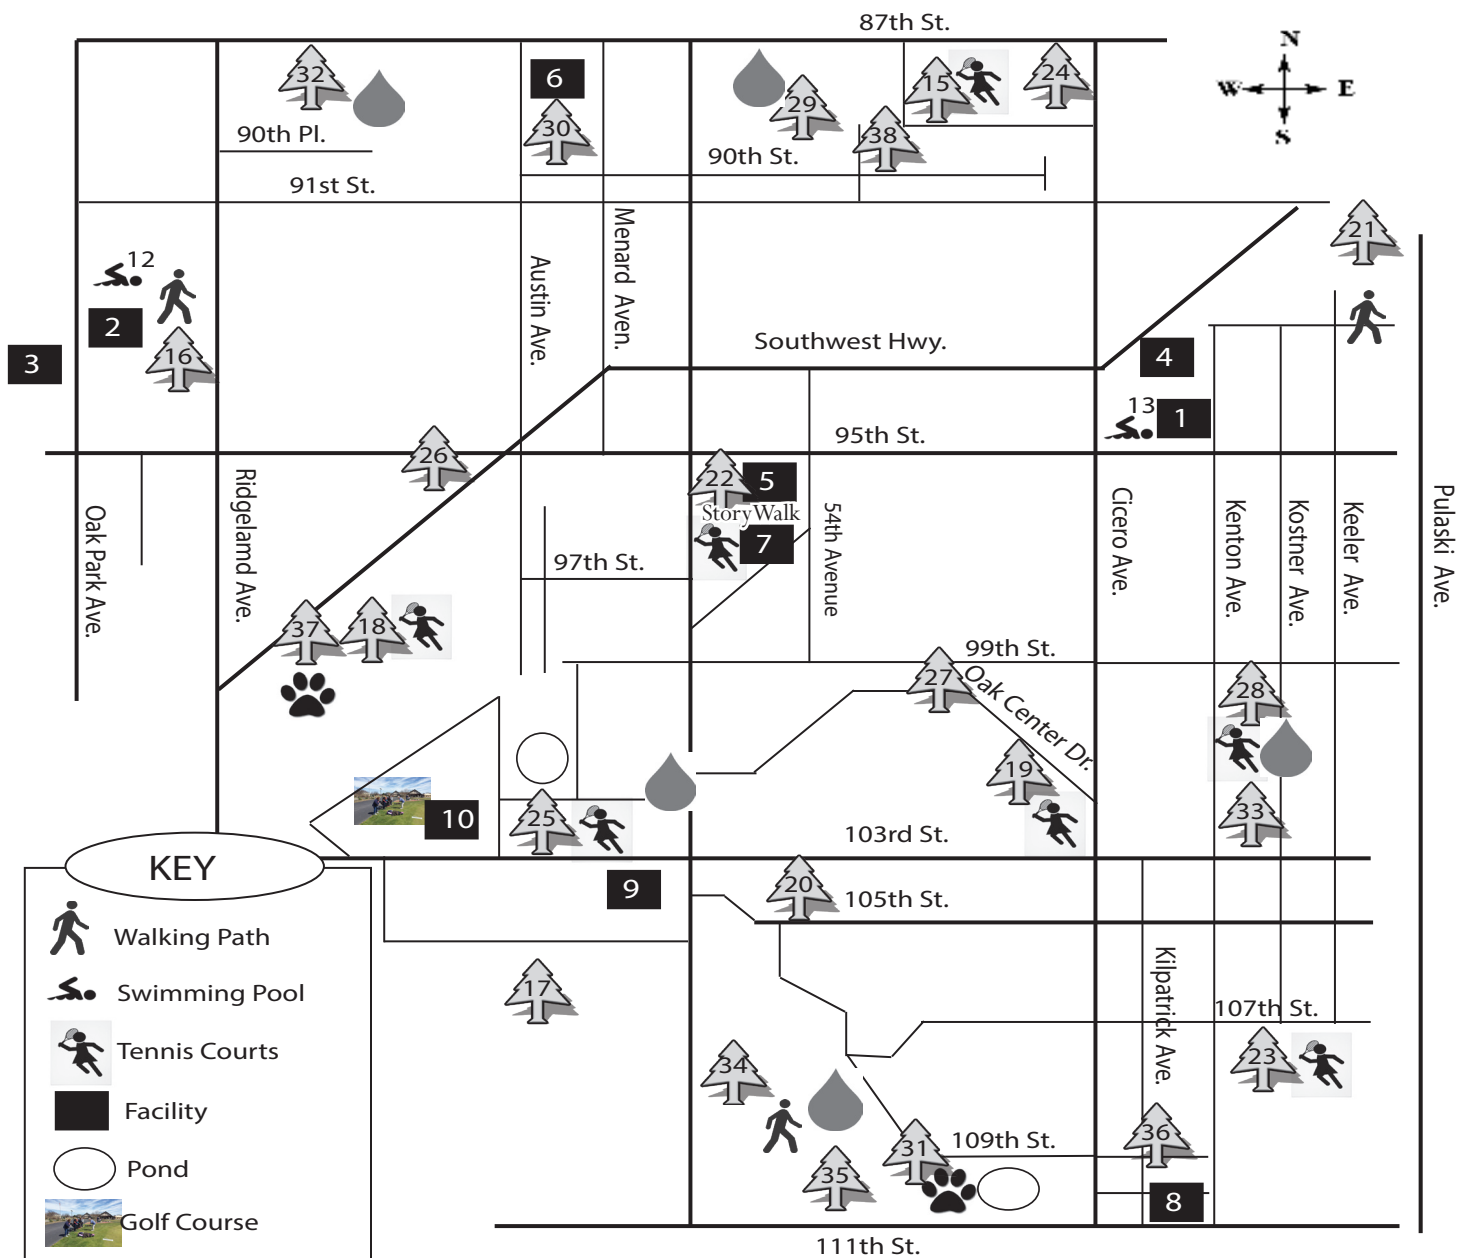 87th St.
N
W E
S
32
6
30
29
15
24
38
90th Pl.
90th St.
91st St.
21
12
2
16
3
Austin Ave.
Menard Aven.
Southwest Hwy.
4
13
1
95th St.
26
22
5
StoryWalk
7
97th St.
54th Avenue
Oak Park Ave.
Ridgelamd Ave.
Cicero Ave.
Kenton Ave.
Kostner Ave.
Keeler Ave.
Pulaski Ave.
37
18
99th St.
27
Oak Center Dr.
28
19
10
25
33
103rd St.
9
20
105th St.
17
Kilpatrick Ave.
107th St.
23
34
36
31
109th St.
35
8
111th St.
KEY
Walking Path
Swimming Pool
Tennis Courts
Facility
Pond
Golf Course